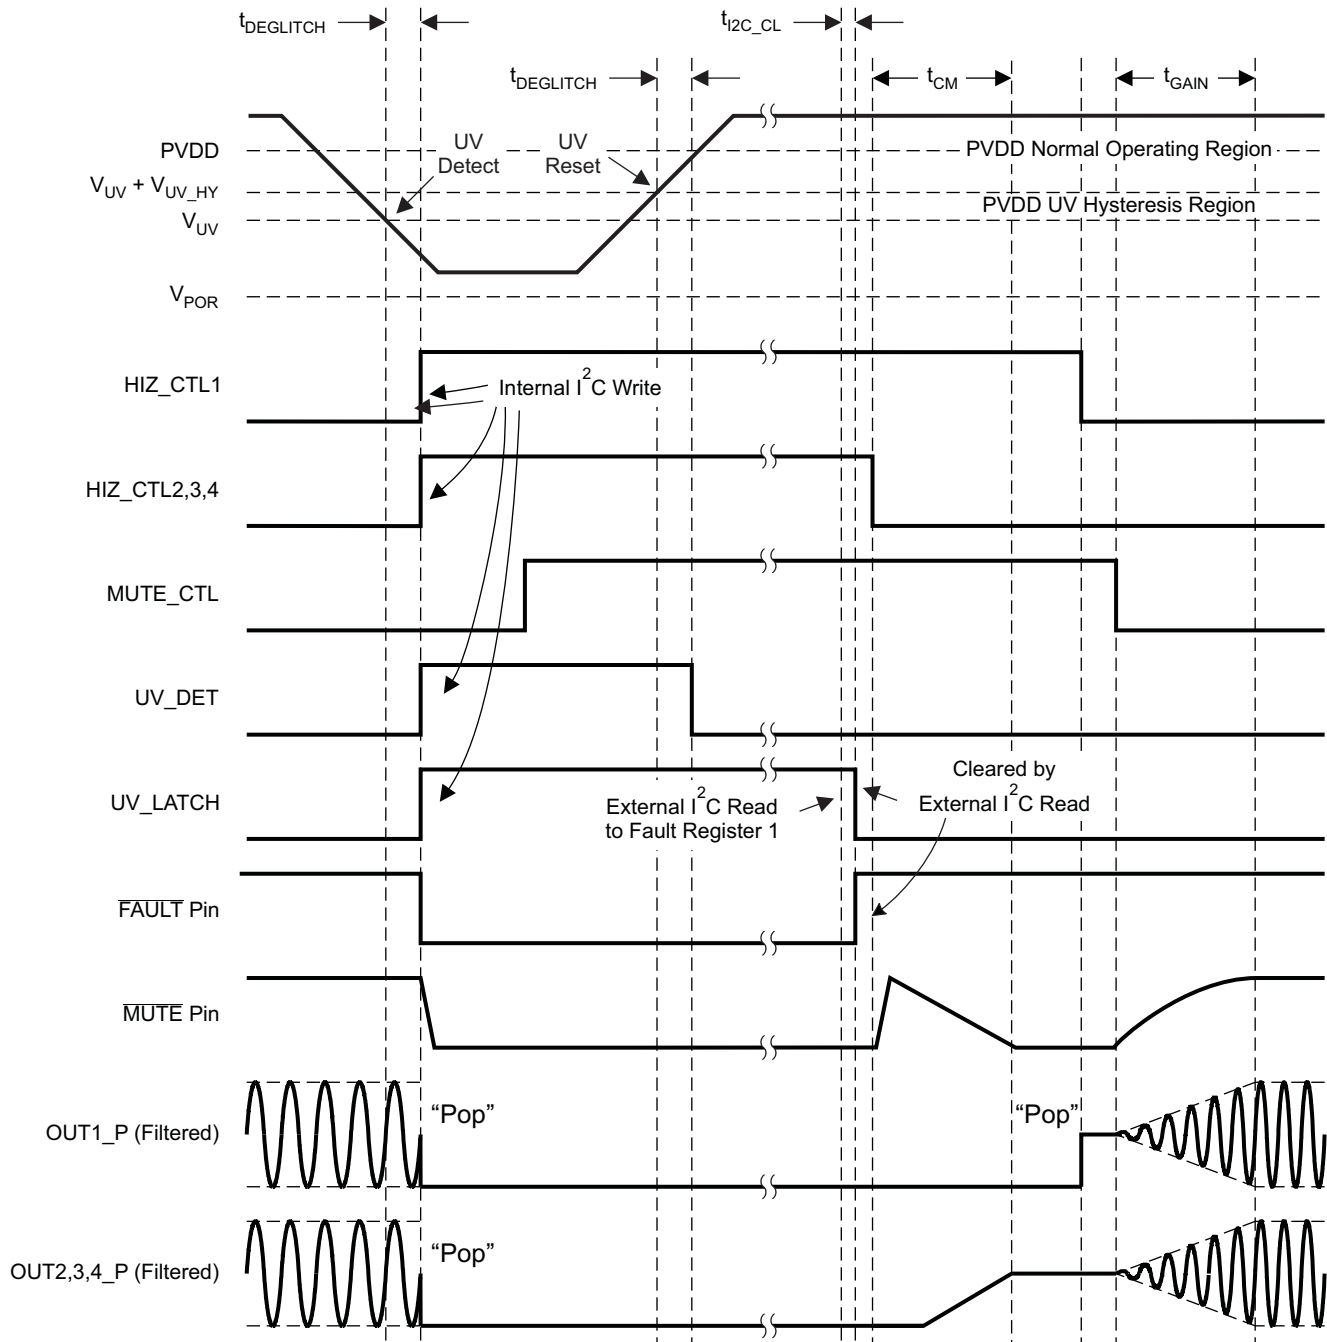 tDEGLITCH
tI2C_CL
tDEGLITCH
tCM
tGAIN
PVDD
UV
Detect
UV
Reset
PVDD Normal Operating Region
VUV + VUV_HY
PVDD UV Hysteresis Region
VUV
VPOR
HIZ_CTL1
Internal I2C Write
HIZ_CTL2,3,4
MUTE_CTL
UV_DET
UV_LATCH
External I2C Read
to Fault Register 1
Cleared by
External I2C Read
FAULT Pin
MUTE Pin
OUT1_P (Filtered)
“Pop”
“Pop”
OUT2,3,4_P (Filtered)
“Pop”